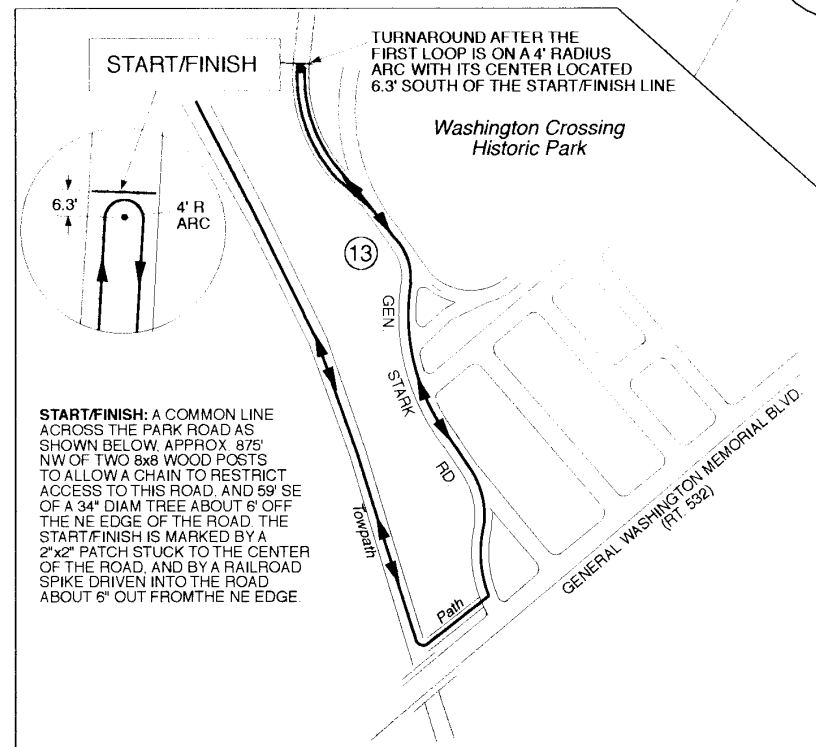 START/FINISH
TURNAROUND AFTER THE
FIRST LOOP IS ON A 4' RADIUS
ARC WITH ITS CENTER LOCATED
6.3' SOUTH OF THE START/FINISH LINE
Washington Crossing
Historic Park
6.3'
4' R
ARC
13
GEN.
STARK
RD
START/FINISH: A COMMON LINE
ACROSS THE PARK ROAD AS
SHOWN BELOW, APPROX. 875'
NW OF TWO 8x8 WOOD POSTS
TO ALLOW A CHAIN TO RESTRICT
ACCESS TO THIS ROAD, AND 59' SE
OF A 34" DIAM TREE ABOUT 6' OFF
THE NE EDGE OF THE ROAD. THE
START/FINISH IS MARKED BY A
2"x2" PATCH STUCK TO THE CENTER
OF THE ROAD, AND BY A RAILROAD
SPIKE DRIVEN INTO THE ROAD
ABOUT 6" OUT FROMTHE NE EDGE.
Towpath
Path
GENERAL WASHINGTON MEMORIAL BLVD.
(RT. 532)